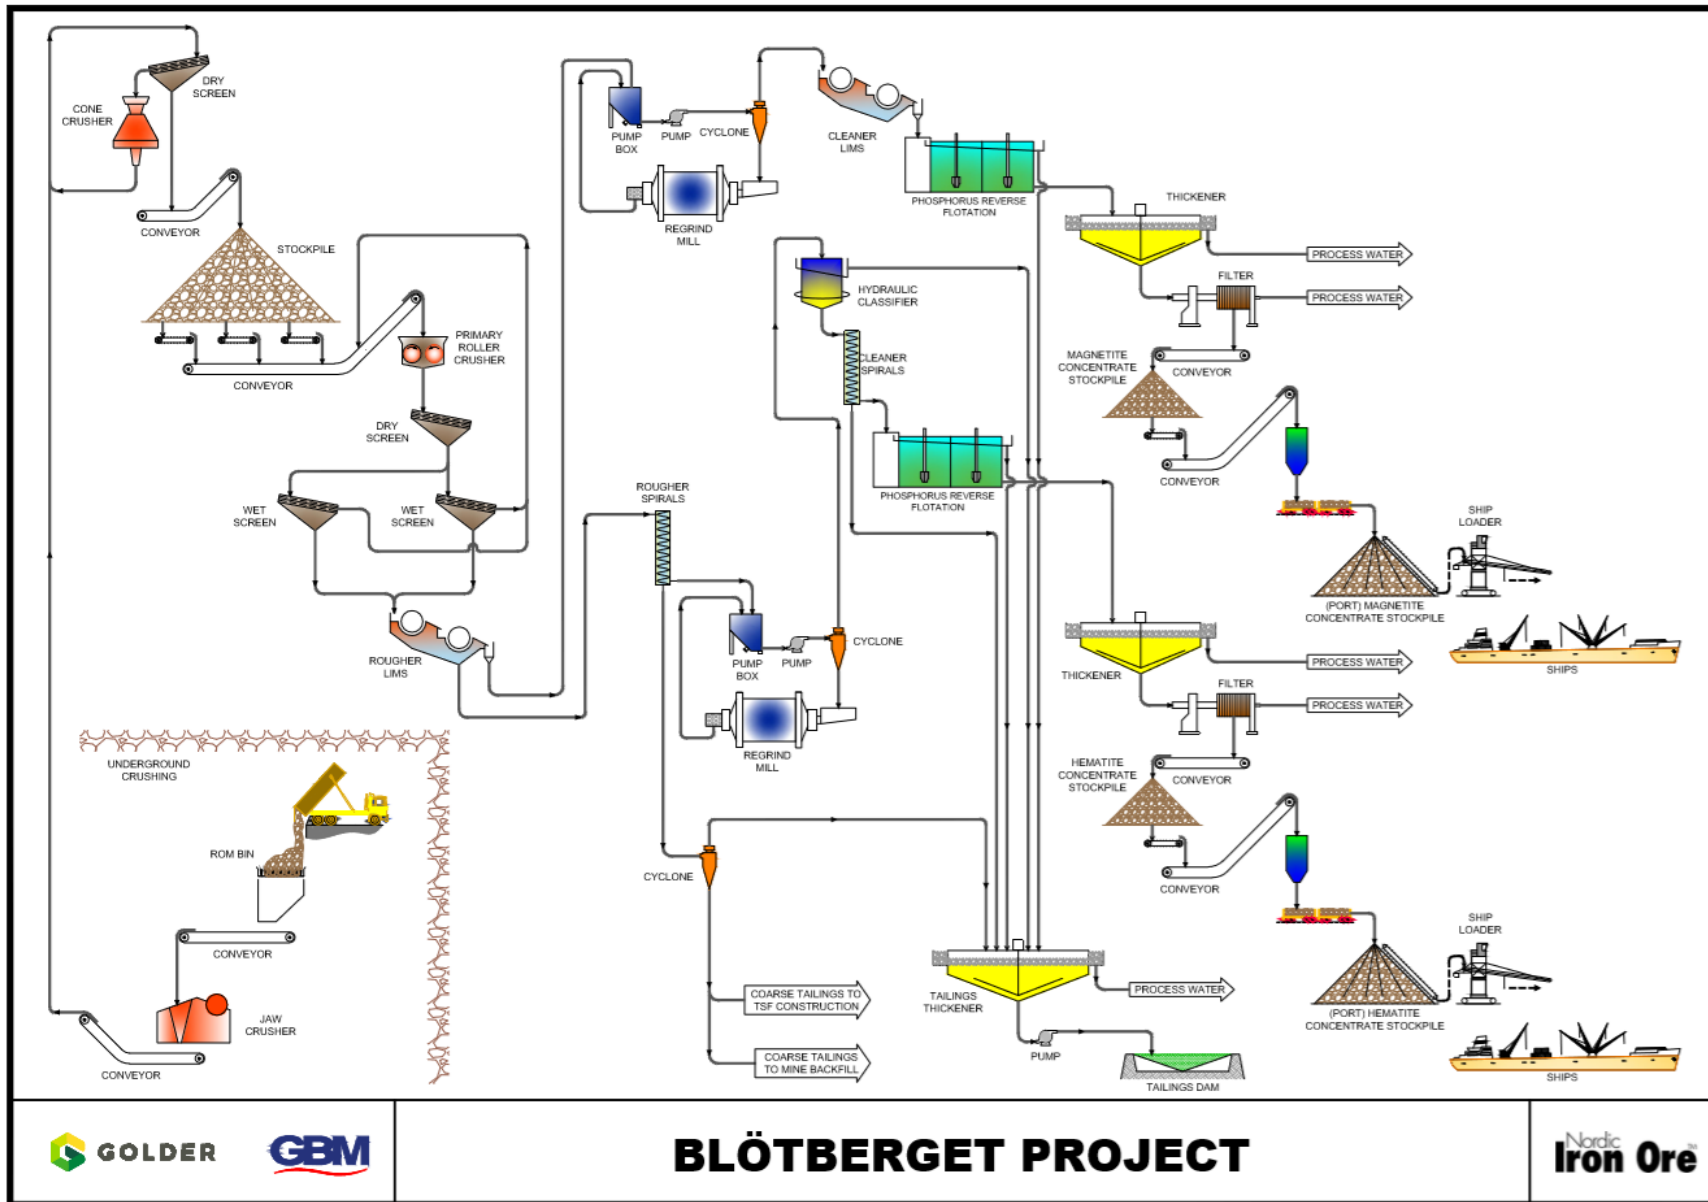 DRY
SCREEN
CONE
CRUSHER
CONVEYOR
STOCKPILE
CONVEYOR
PRIMARY
ROLLER
CRUSHER
DRY
SCREEN
WET
SCREEN
WET
SCREEN
ROUGHER
LIMS
UNDERGROUND
CRUSHING
ROM BIN
CONVEYOR
JAW
CRUSHER
CONVEYOR
PUMP
BOX
PUMP
CYCLONE
REGRIND
MILL
CLEANER
LIMS
PHOSPHORUS REVERSE
FLOTATION
HYDRAULIC
CLASSIFIER
CLEANER
SPIRALS
PHOSPHORUS REVERSE
FLOTATION
ROUGHER
SPIRALS
PUMP
BOX
PUMP
CYCLONE
REGRIND
MILL
CYCLONE
COARSE TAILINGS TO
TSF CONSTRUCTION
COARSE TAILINGS
TO MINE BACKFILL
TAILINGS
THICKENER
PROCESS WATER
PUMP
TAILINGS DAM
THICKENER
PROCESS WATER
FILTER
PROCESS WATER
MAGNETITE
CONCENTRATE
STOCKPILE
CONVEYOR
CONVEYOR
SHIP
LOADER
(PORT) MAGNETITE
CONCENTRATE STOCKPILE
SHIPS
THICKENER
PROCESS WATER
FILTER
PROCESS WATER
HEMATITE
CONCENTRATE
STOCKPILE
CONVEYOR
CONVEYOR
SHIP
LOADER
(PORT) HEMATITE
CONCENTRATE STOCKPILE
SHIPS
GOLDER
GBM
BLÖTBERGET PROJECT
Nordic
Iron Ore™